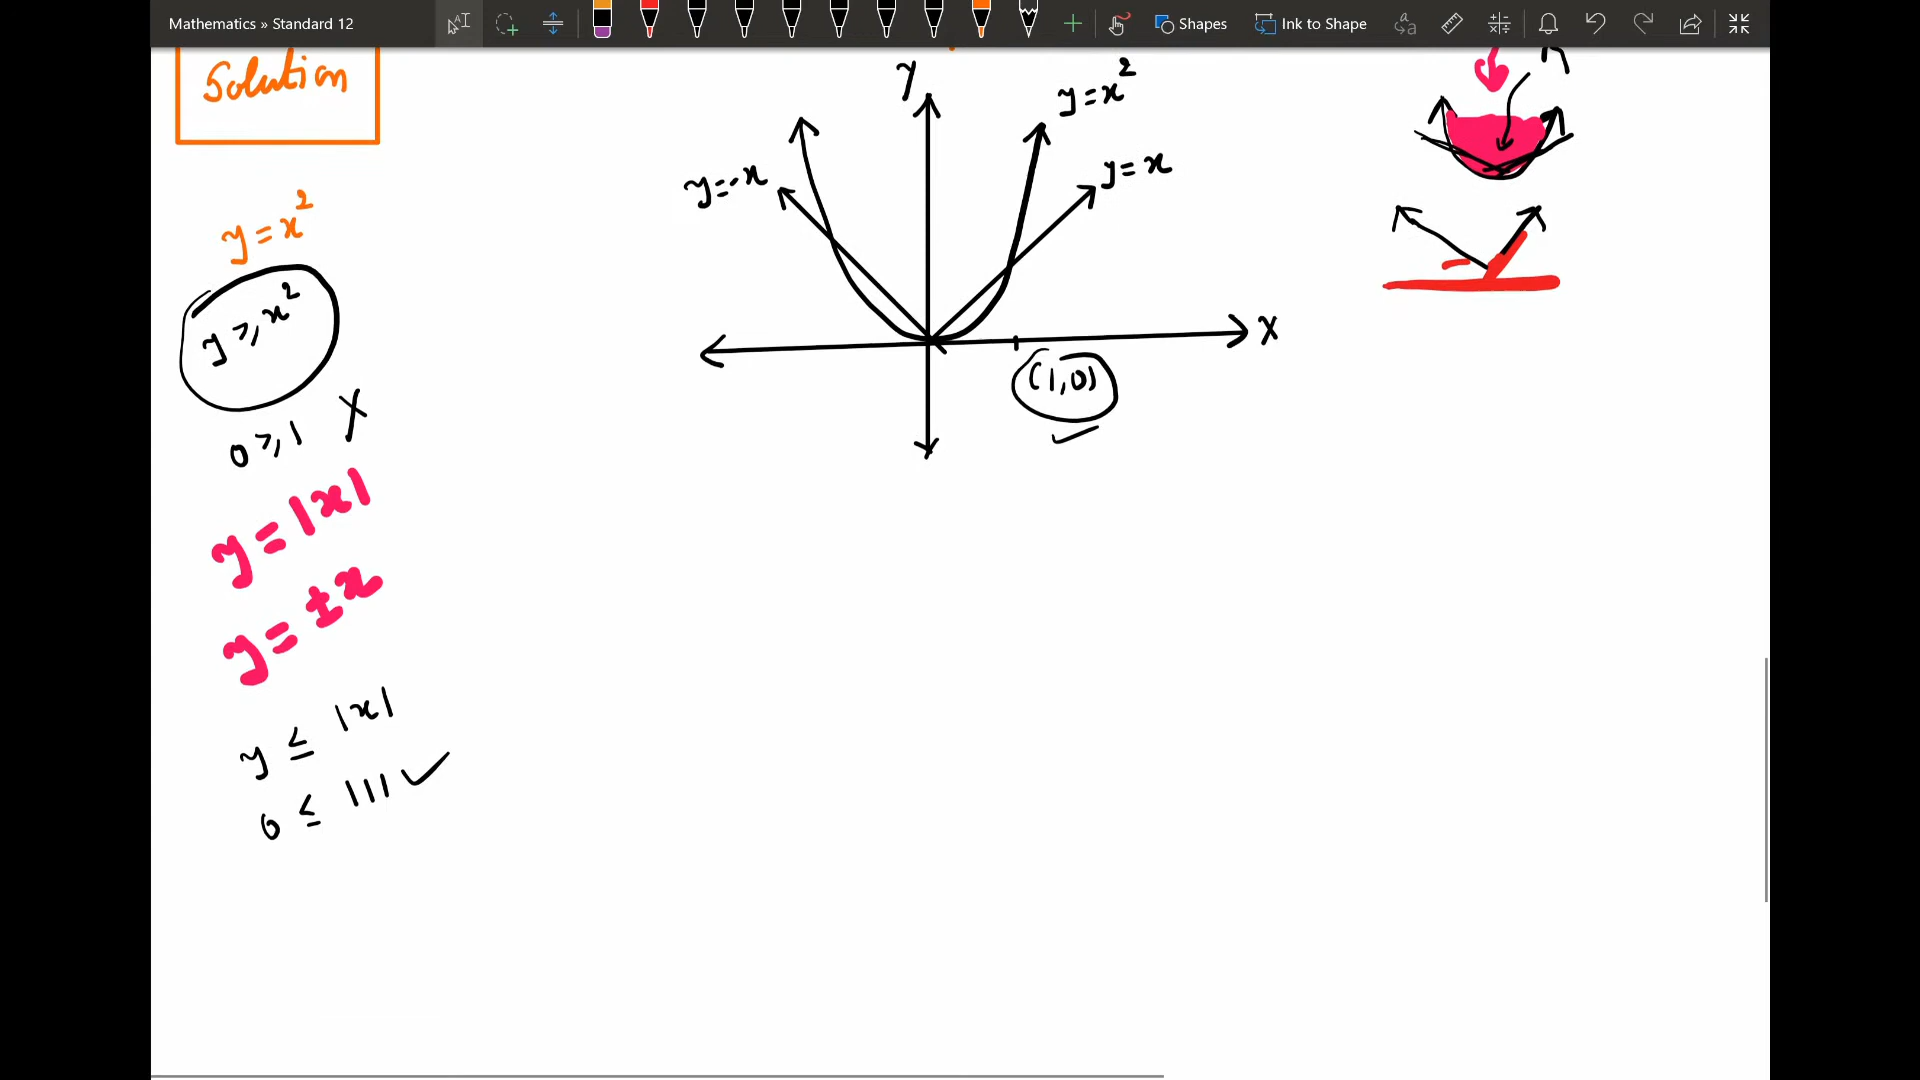 Mathematics » Standard 12
Shapes
Ink to Shape
Solution
y = x²
y ≥ x²
0 ≥ 1 X
y = |x|
y = ±x
y ≤ |x|
0 ≤ |1| ✓
Y
y = x²
y = -x
y = x
X
(1,0)